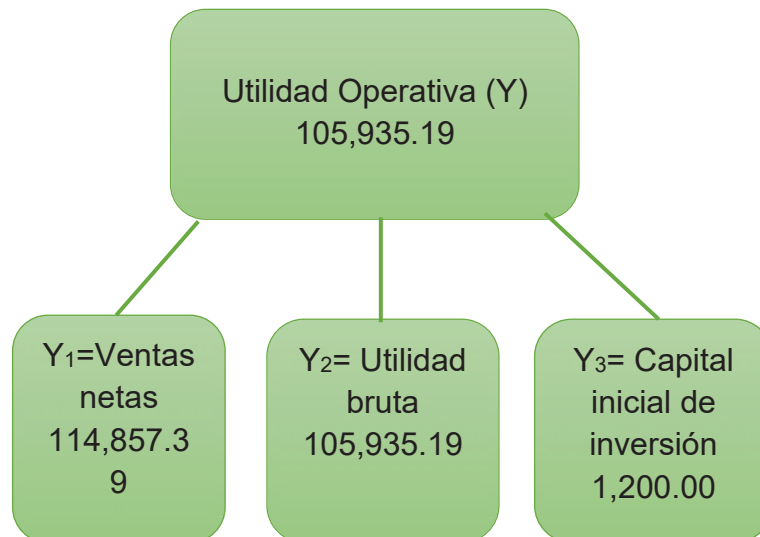 Utilidad Operativa (Y)
105,935.19
Y1=Ventas
netas
114,857.3
9
Y2= Utilidad
bruta
105,935.19
Y3= Capital
inicial de
inversión
1,200.00